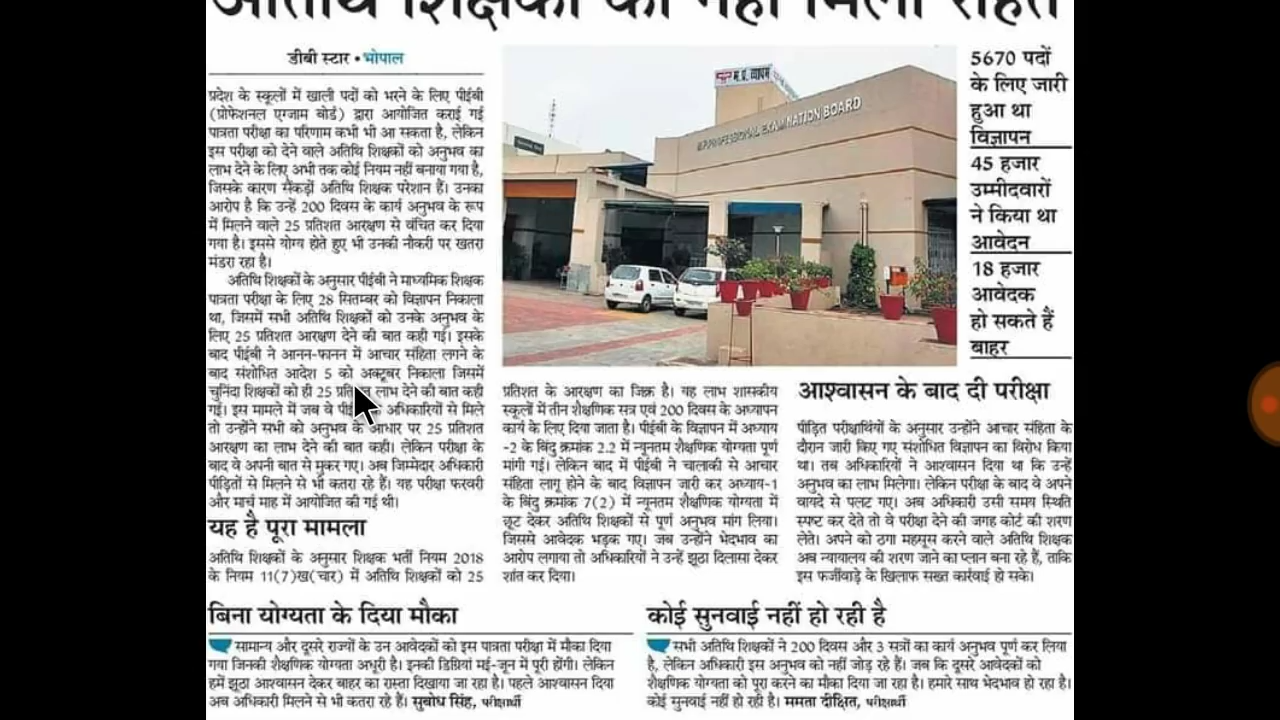 अतिथि शिक्षकों को नहीं मिली राहत
डीबी स्टार • भोपाल
प्रदेश के स्कूलों में खाली पदों को भरने के लिए पीईबी
(प्रोफेशनल एग्जाम बोर्ड) द्वारा आयोजित कराई गई
पात्रता परीक्षा का परिणाम कभी भी आ सकता है, लेकिन
इस परीक्षा को देने वाले अतिथि शिक्षकों को अनुभव का
लाभ देने के लिए अभी तक कोई नियम नहीं बनाया गया है,
जिसके कारण सैंकड़ों अतिथि शिक्षक परेशान हैं। उनका
आरोप है कि उन्हें 200 दिवस के कार्य अनुभव के रूप
में मिलने वाले 25 प्रतिशत आरक्षण से वंचित कर दिया
गया है। इससे योग्य होते हुए भी उनकी नौकरी पर खतरा
मंडरा रहा है।
अतिथि शिक्षकों के अनुसार पीईबी ने माध्यमिक शिक्षक
पात्रता परीक्षा के लिए 28 सितम्बर को विज्ञापन निकाला
था, जिसमें सभी अतिथि शिक्षकों को उनके अनुभव के
लिए 25 प्रतिशत आरक्षण देने की बात कही गई। इसके
बाद पीईबी ने आनन-फानन में आचार संहिता लगने के
बाद संशोधित आदेश 5 को अक्टूबर निकाला जिसमें
चुनिंदा शिक्षकों को ही 25 प्रतिशत लाभ देने की बात कही
गई। इस मामले में जब वे पीईबी के अधिकारियों से मिले
तो उन्होंने सभी को अनुभव के आधार पर 25 प्रतिशत
आरक्षण का लाभ देने की बात कही। लेकिन परीक्षा के
बाद वे अपनी बात से मुकर गए। अब जिम्मेदार अधिकारी
पीड़ितों से मिलने से भी कतरा रहे हैं। यह परीक्षा फरवरी
और मार्च माह में आयोजित की गई थी।
यह है पूरा मामला
अतिथि शिक्षकों के अनुसार शिक्षक भर्ती नियम 2018
के नियम 11(7)ख(चार) में अतिथि शिक्षकों को 25
म.प्र. व्यापम
M.P. PROFESSIONAL EXAMINATION BOARD
5670 पदों
के लिए जारी
हुआ था
विज्ञापन
45 हजार
उम्मीदवारों
ने किया था
आवेदन
18 हजार
आवेदक
हो सकते हैं
बाहर
प्रतिशत के आरक्षण का जिक्र है। यह लाभ शासकीय
स्कूलों में तीन शैक्षणिक सत्र एवं 200 दिवस के अध्यापन
कार्य के लिए दिया जाता है। पीईबी के विज्ञापन में अध्याय
-2 के बिंदु क्रमांक 2.2 में न्यूनतम शैक्षणिक योग्यता पूर्ण
मांगी गई। लेकिन बाद में पीईबी ने चालाकी से आचार
संहिता लागू होने के बाद विज्ञापन जारी कर अध्याय-1
के बिंदु क्रमांक 7(2) में न्यूनतम शैक्षणिक योग्यता में
छूट देकर अतिथि शिक्षकों से पूर्ण अनुभव मांग लिया।
जिससे आवेदक भड़क गए। जब उन्होंने भेदभाव का
आरोप लगाया तो अधिकारियों ने उन्हें झूठा दिलासा देकर
शांत कर दिया।
आश्वासन के बाद दी परीक्षा
पीड़ित परीक्षार्थियों के अनुसार उन्होंने आचार संहिता के
दौरान जारी किए गए संशोधित विज्ञापन का विरोध किया
था। तब अधिकारियों ने आश्वासन दिया था कि उन्हें
अनुभव का लाभ मिलेगा। लेकिन परीक्षा के बाद वे अपने
वायदे से पलट गए। अब अधिकारी उसी समय स्थिति
स्पष्ट कर देते तो वे परीक्षा देने की जगह कोर्ट की शरण
लेते। अपने को ठगा महसूस करने वाले अतिथि शिक्षक
अब न्यायालय की शरण जाने का प्लान बना रहे हैं, ताकि
इस फर्जीवाड़े के खिलाफ सख्त कार्रवाई हो सके।
बिना योग्यता के दिया मौका
सामान्य और दूसरे राज्यों के उन आवेदकों को इस पात्रता परीक्षा में मौका दिया
गया जिनकी शैक्षणिक योग्यता अधूरी है। इनकी डिग्रियां मई-जून में पूरी होंगी। लेकिन
हमें झूठा आश्वासन देकर बाहर का रास्ता दिखाया जा रहा है। पहले आश्वासन दिया
अब अधिकारी मिलने से भी कतरा रहे हैं। सुबोध सिंह, परीक्षार्थी
कोई सुनवाई नहीं हो रही है
सभी अतिथि शिक्षकों ने 200 दिवस और 3 सत्रों का कार्य अनुभव पूर्ण कर लिया
है, लेकिन अधिकारी इस अनुभव को नहीं जोड़ रहे हैं। जब कि दूसरे आवेदकों को
शैक्षणिक योग्यता को पूरा करने का मौका दिया जा रहा है। हमारे साथ भेदभाव हो रहा है।
कोई सुनवाई नहीं हो रही है। ममता दीक्षित, परीक्षार्थी